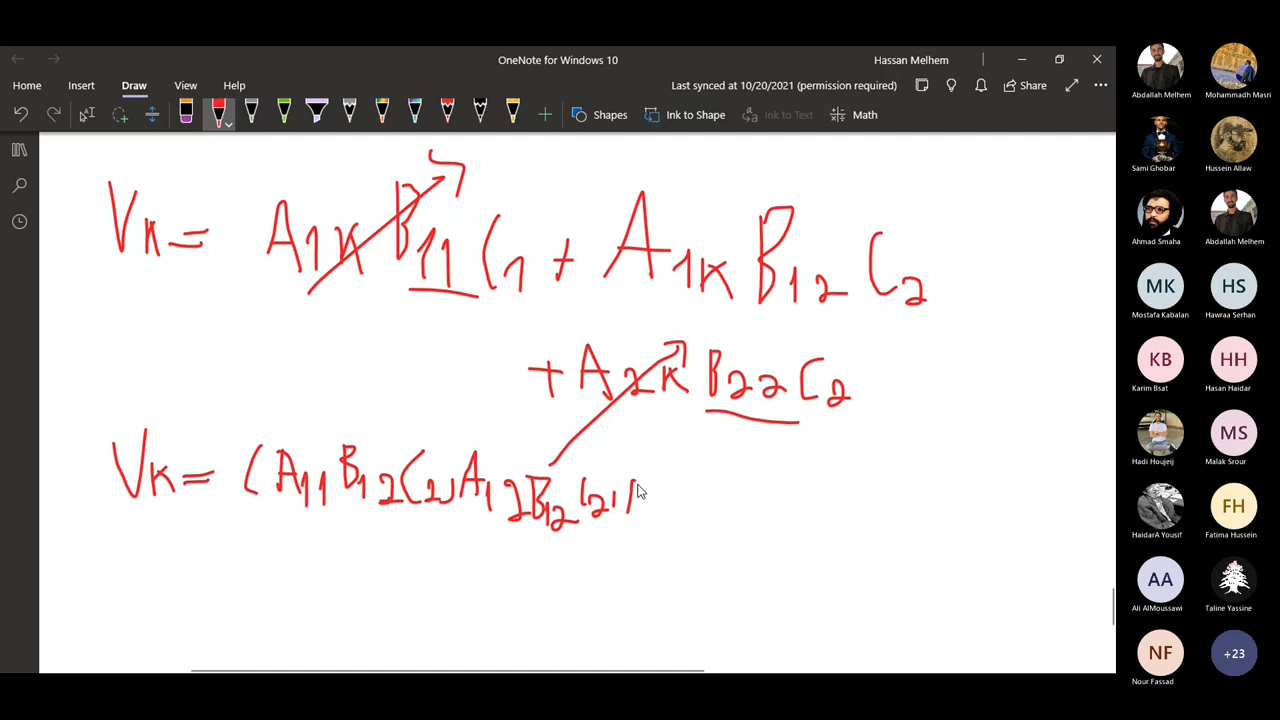 OneNote for Windows 10
Hassan Melhem
Home Insert Draw View Help
Last synced at 10/20/2021 (permission required)
Share
Shapes
Ink to Shape
Ink to Text
Math
VK= A1K B11 C1 + A1K B12 C2
+ A2K B22 C2
VK= (A11 B12 C2, A12 B12 C2,
Abdallah Melhem
Mohammadh Masri
Sami Ghobar
Hussein Allaw
Ahmad Smaha
Abdallah Melhem
MK
HS
Mostafa Kabalan
Hawraa Serhan
KB
HH
Karim Bsat
Hasan Haidar
MS
Hadi Houjeij
Malak Srour
FH
HaidarA Yousif
Fatima Hussein
AA
Ali AlMoussawi
Taline Yassine
NF
+23
Nour Fassad